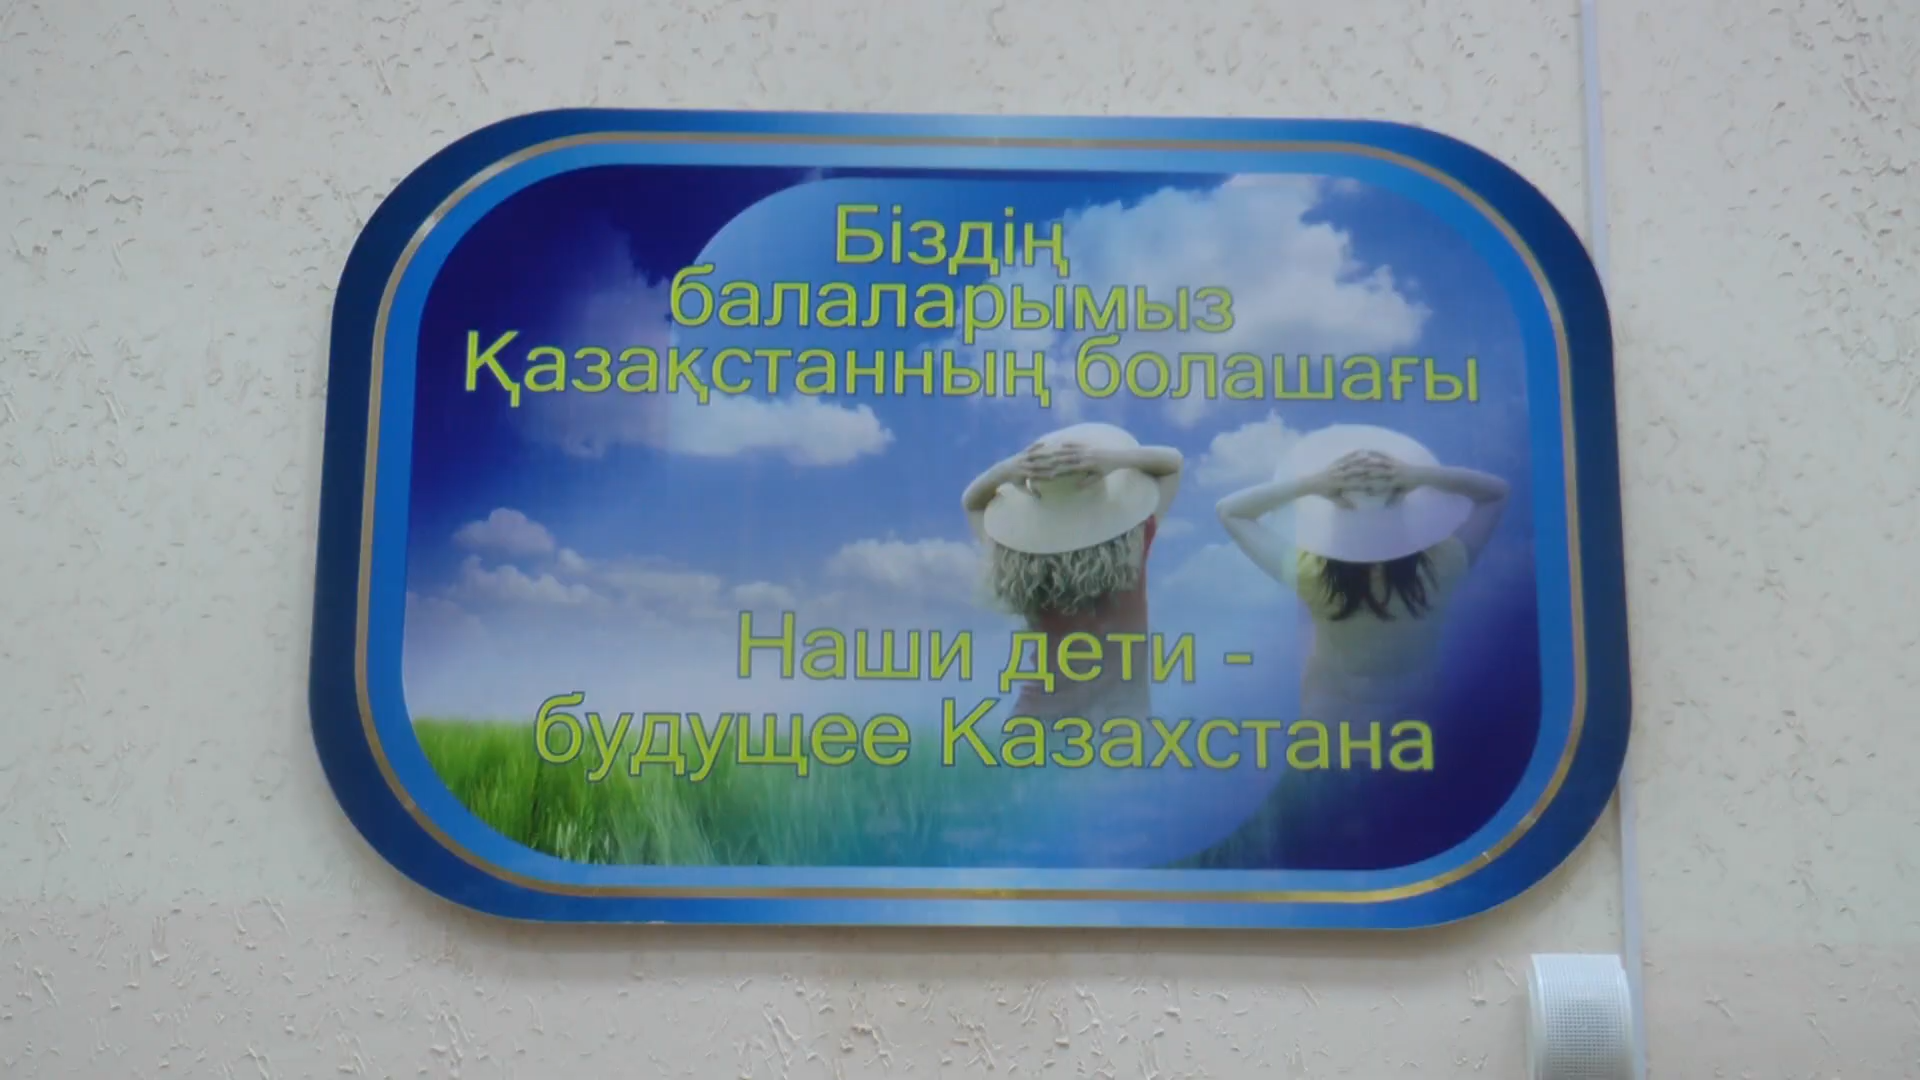 Біздің
балаларымыз
Қазақстанның болашағы
Наши дети -
будущее Казахстана